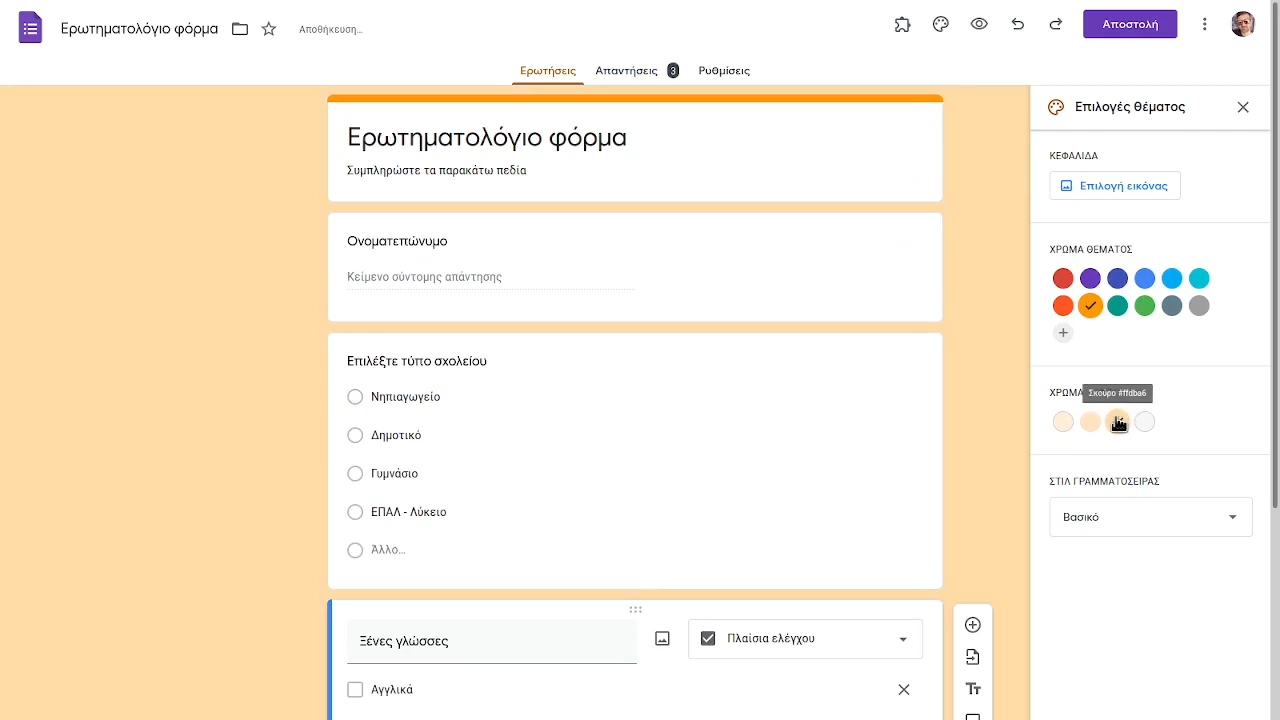 Ερωτηματολόγιο φόρμα
Αποθήκευση…
Αποστολή
Ερωτήσεις
Απαντήσεις 3
Ρυθμίσεις
Ερωτηματολόγιο φόρμα
Συμπληρώστε τα παρακάτω πεδία
Ονοματεπώνυμο
Κείμενο σύντομης απάντησης
Επιλέξτε τύπο σχολείου
Νηπιαγωγείο
Δημοτικό
Γυμνάσιο
ΕΠΑΛ - Λύκειο
Άλλο…
Ξένες γλώσσες
Πλαίσια ελέγχου
Αγγλικά
Tт
Επιλογές θέματος
ΚΕΦΑΛΙΔΑ
Επιλογή εικόνας
ΧΡΩΜΑ ΘΕΜΑΤΟΣ
ΧΡΩΜΑ
Σκούρο #ffdba6
ΣΤΙΛ ΓΡΑΜΜΑΤΟΣΕΙΡΑΣ
Βασικό